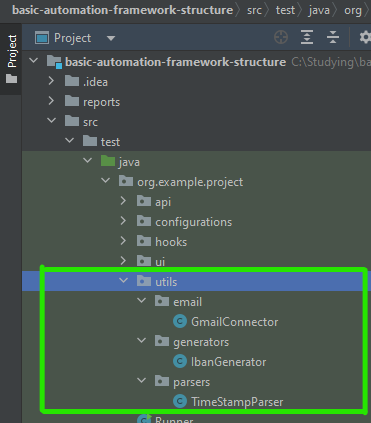 basic-automation-framework-structure > src > test > java > org
Project
Project
basic-automation-framework-structure C:\Studying\ba
.idea
reports
src
test
java
org.example.project
api
configurations
hooks
ui
utils
email
C GmailConnector
generators
C IbanGenerator
parsers
C TimeStampParser
Runner